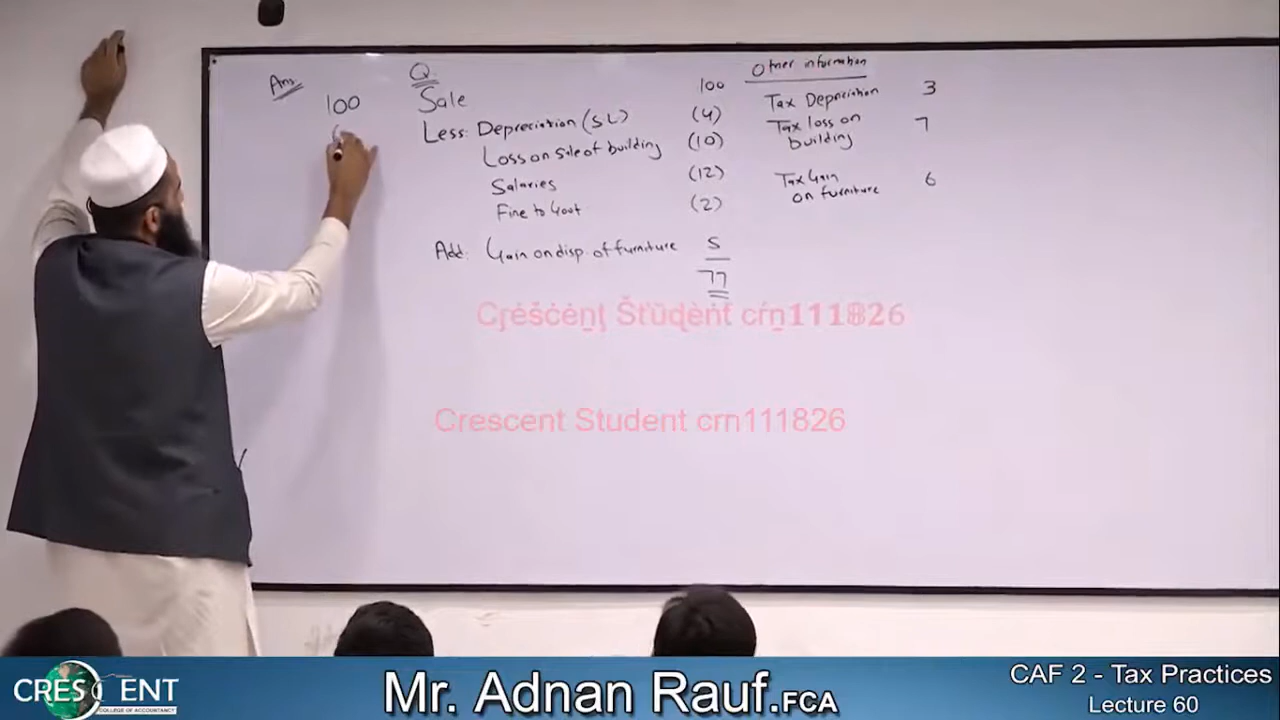 Ans.
100
Q.
Sale 100
Less: Depreciation (SL) (4)
Loss on Sale of building (10)
Salaries (12)
Fine to Govt (2)
Add: Gain on disp. of furniture 5
77
Other information
Tax Depreciation 3
Tax loss on
building 7
Tax Gain
on furniture 6
Crescent Student crn111826
Crescent Student crn111826
CRESCENT
COLLEGE OF ACCOUNTANCY
Mr. Adnan Rauf.FCA
CAF 2 - Tax Practices
Lecture 60